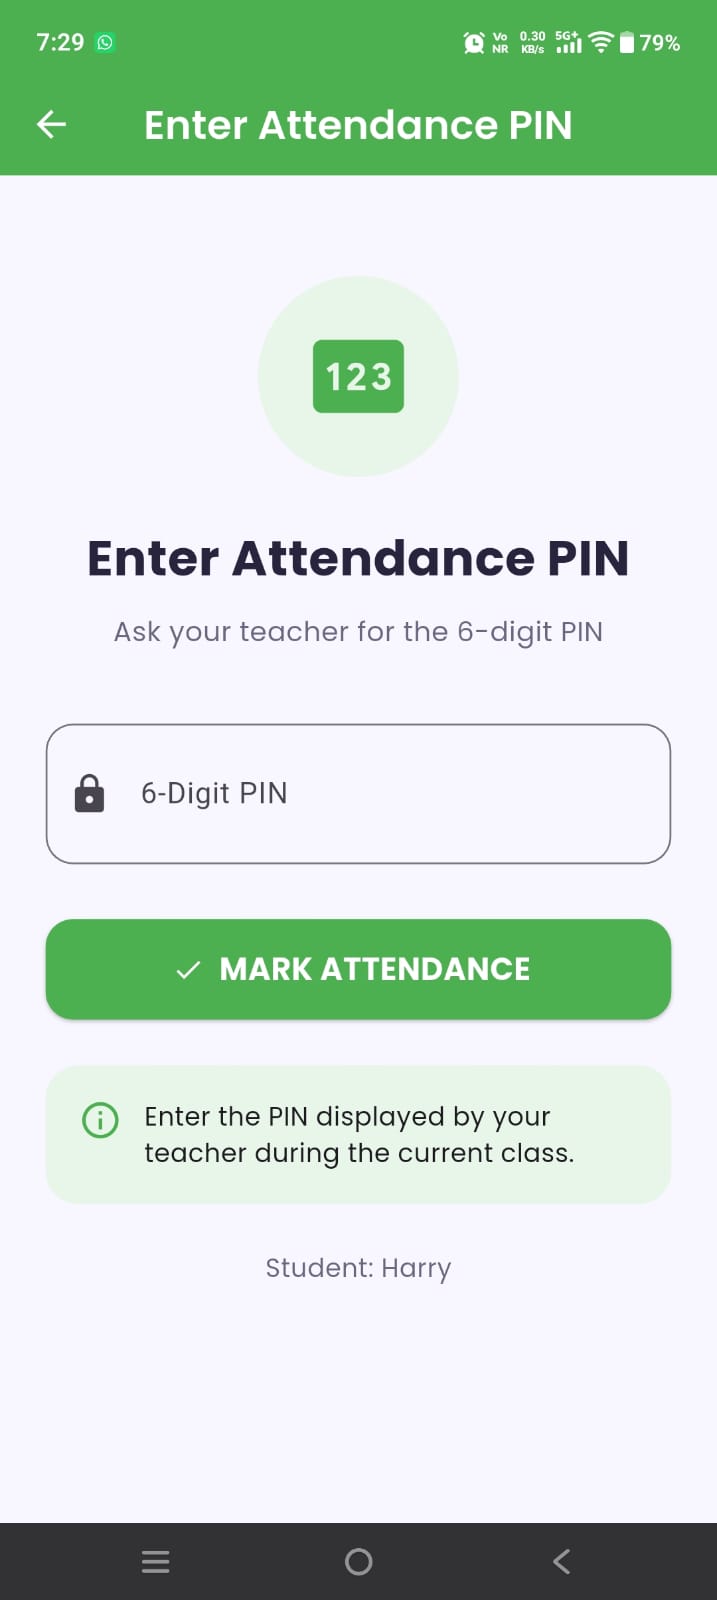 7:29 Vo NR 0.30 KB/s 5G+ 79%
Enter Attendance PIN
123
Enter Attendance PIN
Ask your teacher for the 6-digit PIN
6-Digit PIN
MARK ATTENDANCE
Enter the PIN displayed by your
teacher during the current class.
Student: Harry